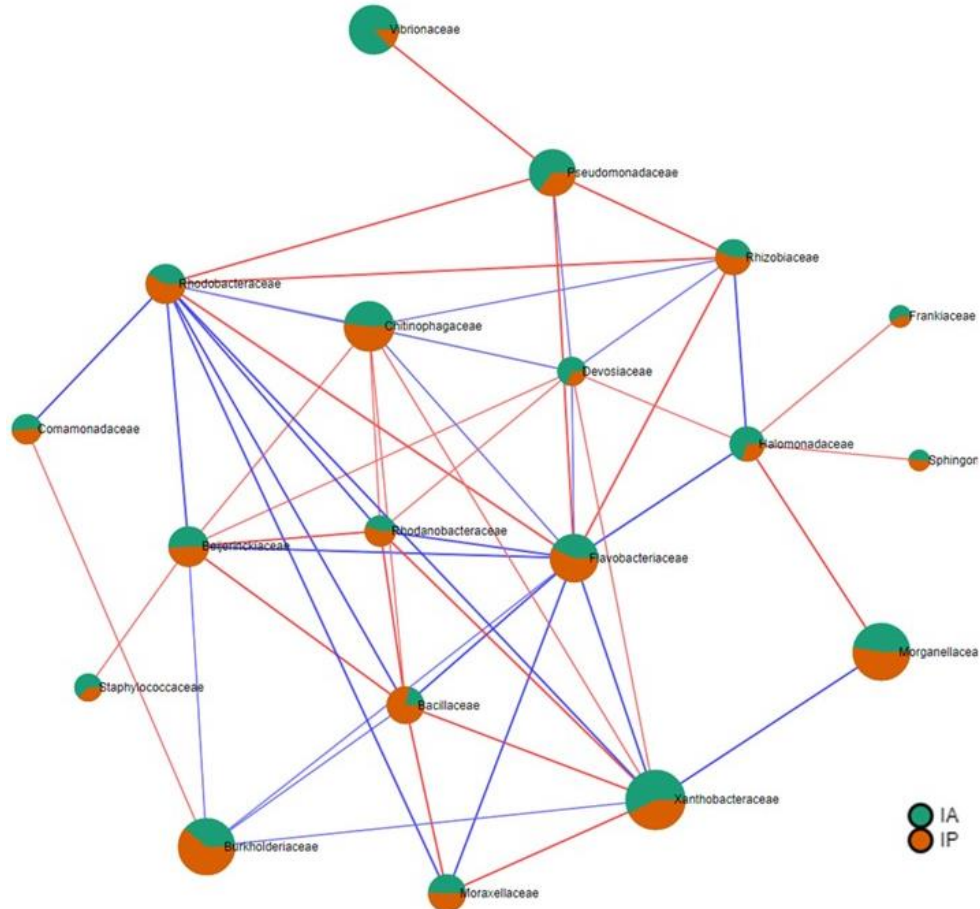 Vibrionaceae
Pseudomonadaceae
Rhizobiaceae
Rhodobacteraceae
Frankiaceae
Chitinophagaceae
Devosiaceae
Comamonadaceae
Halomonadaceae
Sphingon
Rhodanobacteraceae
Beijerinckiaceae
Flavobacteriaceae
Morganellacea
Staphylococcaceae
Bacillaceae
Xanthobacteraceae
IA
IP
Burkholderiaceae
Moraxellaceae